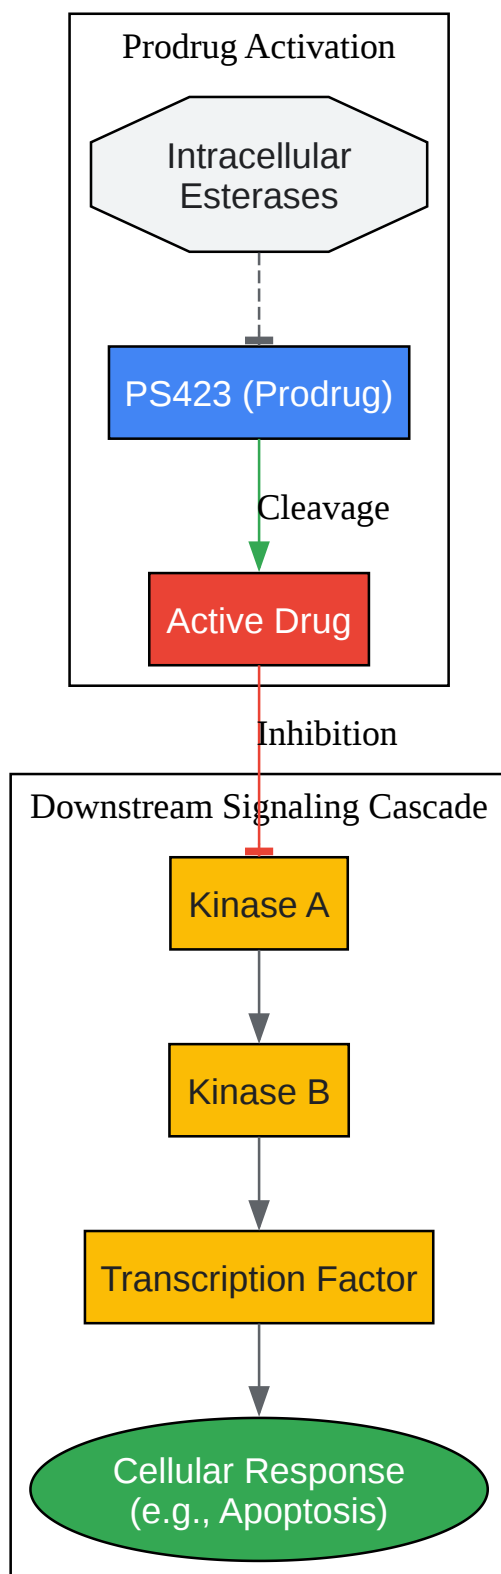 Prodrug Activation
Intracellular
Esterases
PS423 (Prodrug)
Cleavage
Active Drug
Inhibition
Downstream Signaling Cascade
Kinase A
Kinase B
Transcription Factor
Cellular Response
(e.g., Apoptosis)